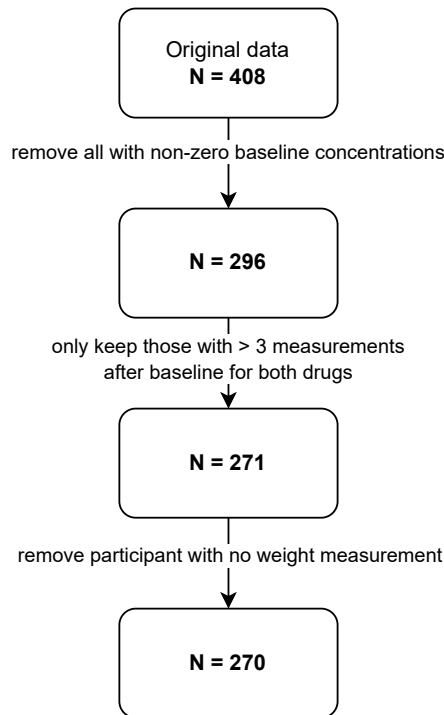 Original data
N = 408
remove all with non-zero baseline concentrations
N = 296
only keep those with > 3 measurements
after baseline for both drugs
N = 271
remove participant with no weight measurement
N = 270